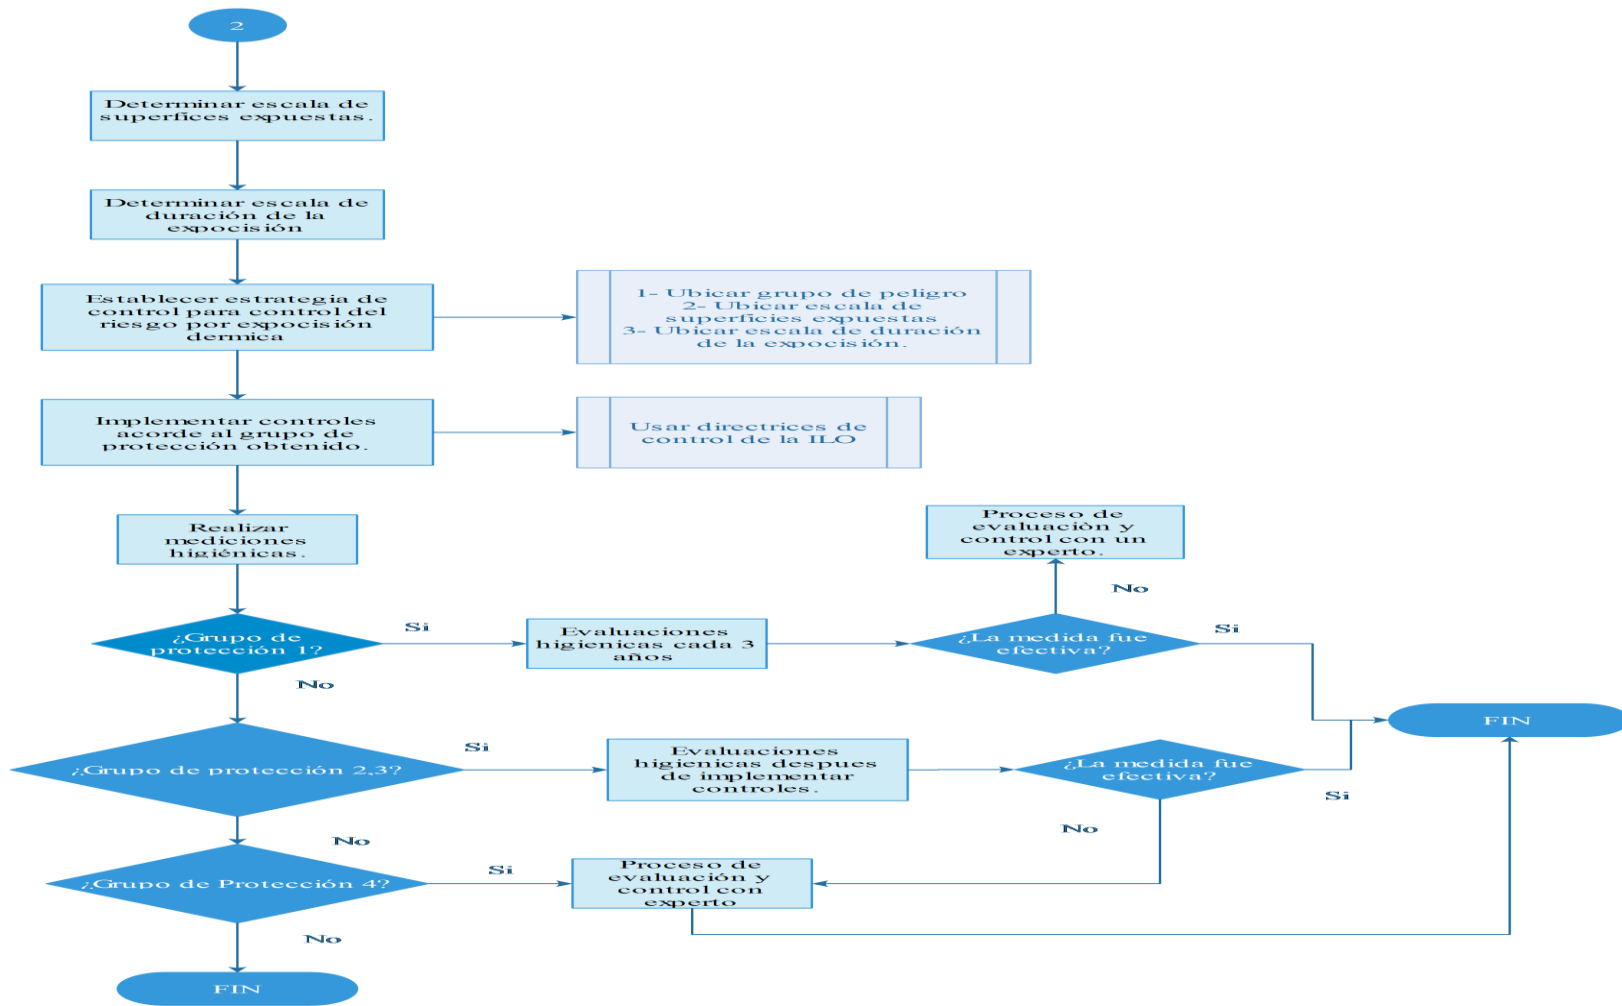 2
Determinar escala de
superfices expuestas.
Determinar escala de
duración de la
expocisión
Establecer estrategia de
control para control del
riesgo por expocisión
dermica
1- Ubicar grupo de peligro
2- Ubicar escala de
superficies expuestas
3- Ubicar escala de duración
de la expocisión.
Implementar controles
acorde al grupo de
protección obtenido.
Usar directrices de
control de la ILO
Realizar
mediciones
higiénicas.
Proceso de
evaluación y
control con un
experto.
No
¿Grupo de
protección 1?
Si
Evaluaciones
higienicas cada 3
años
¿La medida fue
efectiva?
Si
No
FIN
¿Grupo de protección 2,3?
Si
Evaluaciones
higienicas despues
de implementar
controles.
¿La medida fue
efectiva?
Si
No
No
¿Grupo de Protección 4?
Si
Proceso de
evaluación y
control con
experto
No
FIN